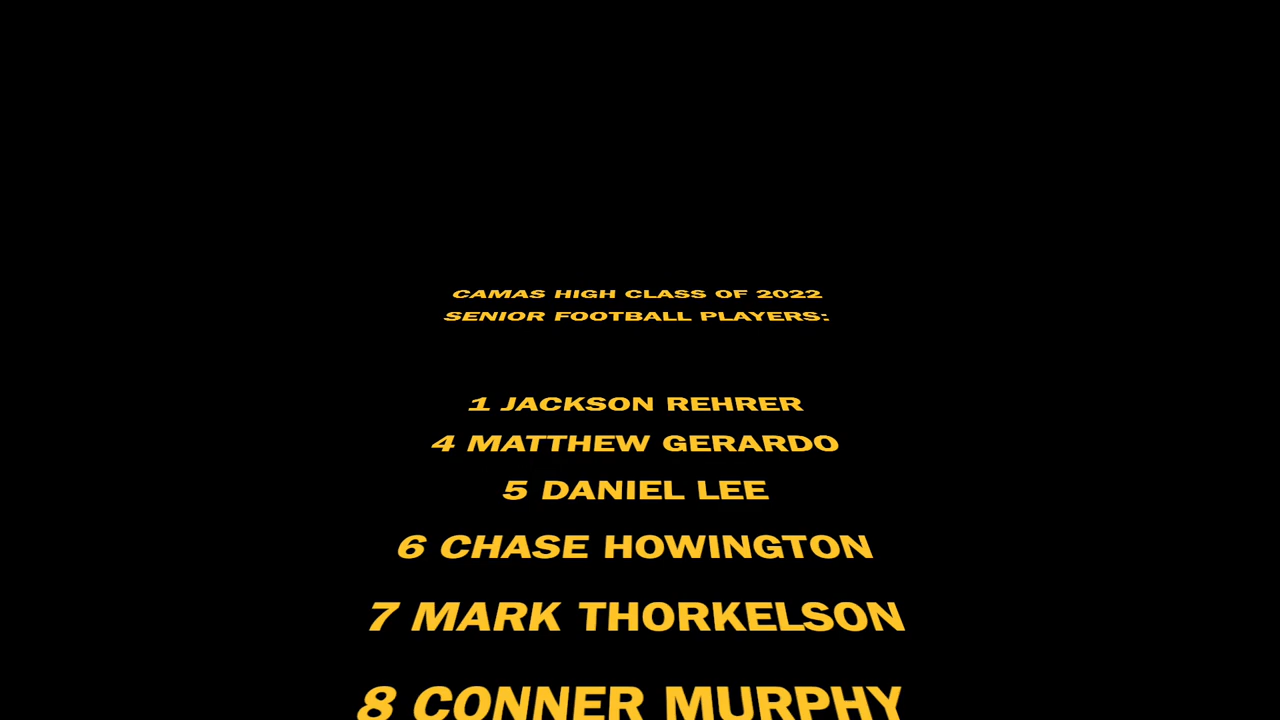 CAMAS HIGH CLASS OF 2022
SENIOR FOOTBALL PLAYERS:
1 JACKSON REHRER
4 MATTHEW GERARDO
5 DANIEL LEE
6 CHASE HOWINGTON
7 MARK THORKELSON
8 CONNER MURPHY